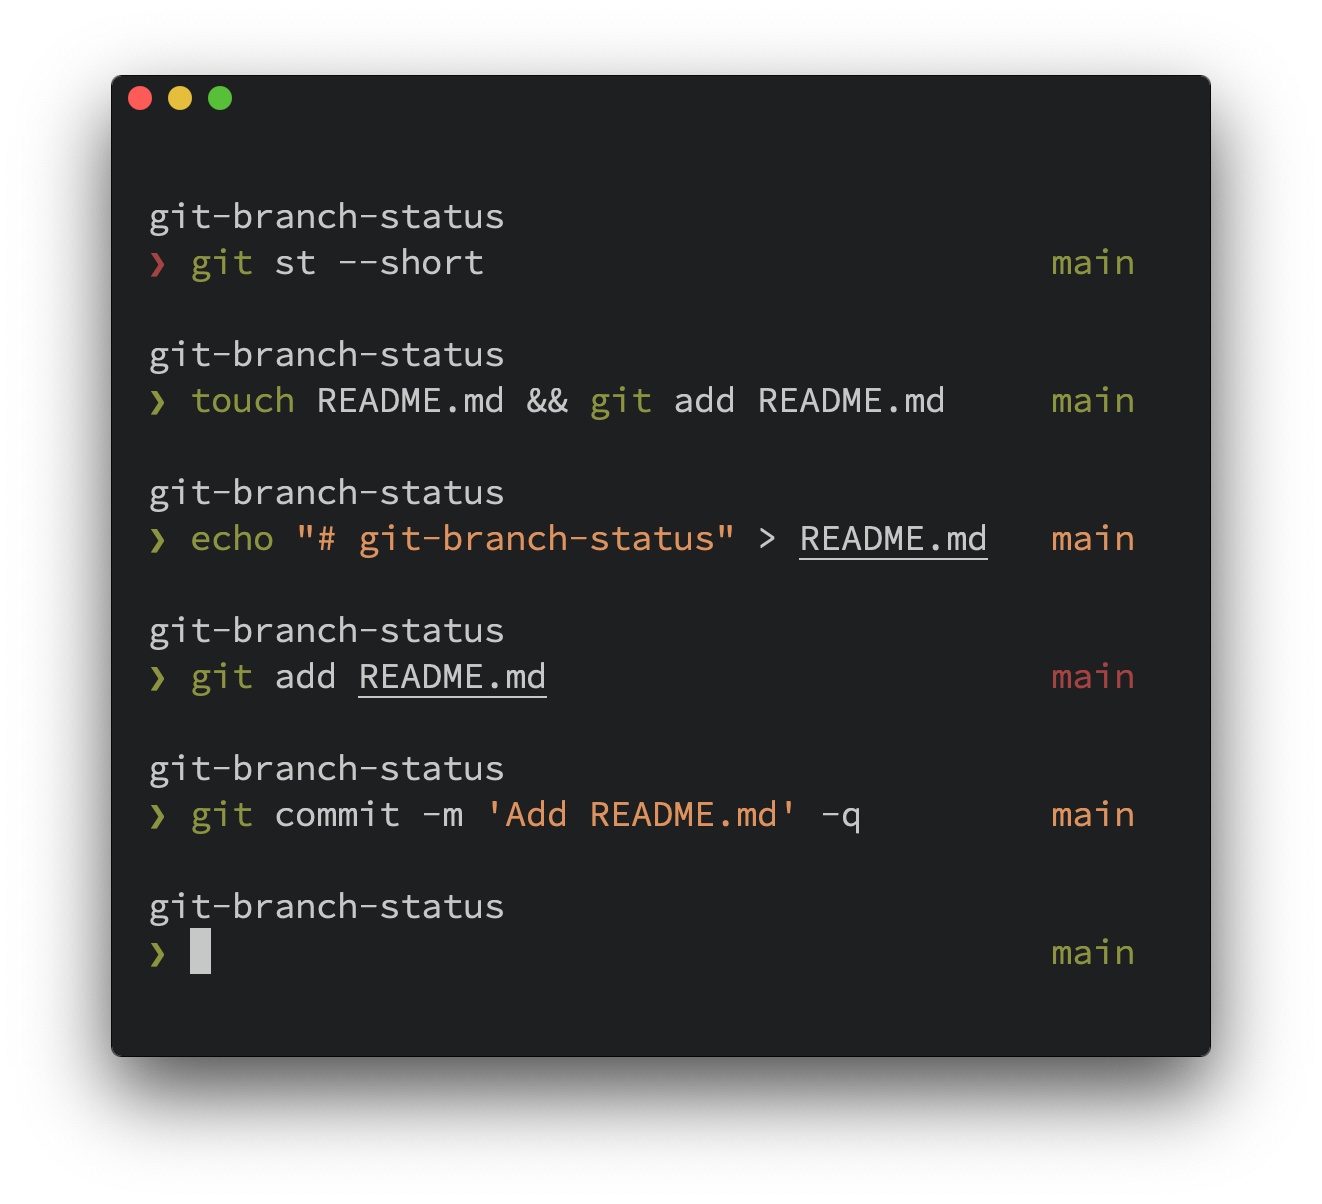 git-branch-status
❯ git st --short main
git-branch-status
❯ touch README.md && git add README.md main
git-branch-status
❯ echo "# git-branch-status" > README.md main
git-branch-status
❯ git add README.md main
git-branch-status
❯ git commit -m 'Add README.md' -q main
git-branch-status
❯ main